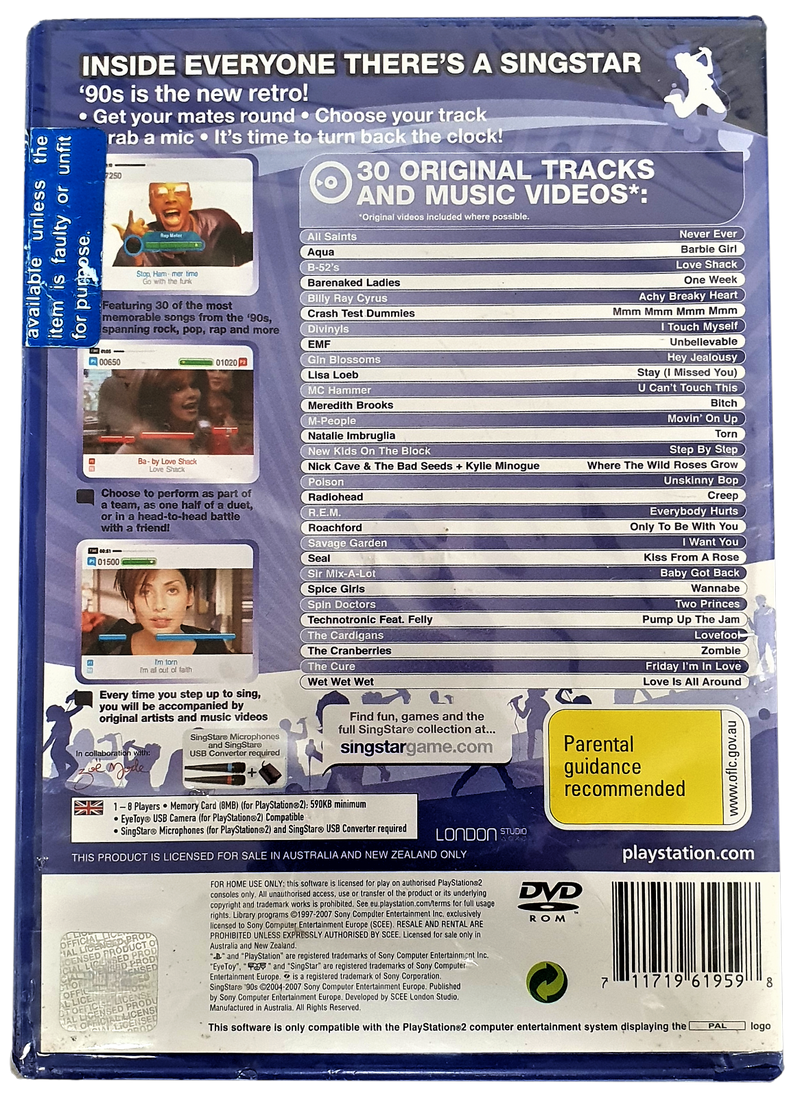 INSIDE EVERYONE THERE'S A SINGSTAR
'90s is the new retro!
• Get your mates round • Choose your track
rab a mic • It's time to turn back the clock!
available unless the
item is faulty or unfit
for purpose.
7250
Rap Mates
Stop, Ham - mer time
Go with the funk
Featuring 30 of the most
memorable songs from the '90s,
spanning rock, pop, rap and more
00650 01020
Ba - by Love Shack
Love Shack
Choose to perform as part of
a team, as one half of a duet,
or in a head-to-head battle
with a friend!
01500
I'm torn
I'm all out of faith
Every time you step up to sing,
you will be accompanied by
original artists and music videos
30 ORIGINAL TRACKS
AND MUSIC VIDEOS*:
*Original videos included where possible.
All Saints Never Ever
Aqua Barbie Girl
B-52's Love Shack
Barenaked Ladies One Week
Billy Ray Cyrus Achy Breaky Heart
Crash Test Dummies Mmm Mmm Mmm Mmm
Divinyls I Touch Myself
EMF Unbelievable
Gin Blossoms Hey Jealousy
Lisa Loeb Stay (I Missed You)
MC Hammer U Can't Touch This
Meredith Brooks Bitch
M-People Movin' On Up
Natalie Imbruglia Torn
New Kids On The Block Step By Step
Nick Cave & The Bad Seeds + Kylie Minogue Where The Wild Roses Grow
Poison Unskinny Bop
Radiohead Creep
R.E.M. Everybody Hurts
Roachford Only To Be With You
Savage Garden I Want You
Seal Kiss From A Rose
Sir Mix-A-Lot Baby Got Back
Spice Girls Wannabe
Spin Doctors Two Princes
Technotronic Feat. Felly Pump Up The Jam
The Cardigans Lovefool
The Cranberries Zombie
The Cure Friday I'm In Love
Wet Wet Wet Love Is All Around
In collaboration with:
Zoë Mode
SingStar® Microphones
and SingStar®
USB Converter required
+
Find fun, games and the
full SingStar® collection at...
singstargame.com
Parental
guidance
recommended
www.oflc.gov.au
1 – 8 Players • Memory Card (8MB) (for PlayStation®2): 590KB minimum
• EyeToy® USB Camera (for PlayStation®2) Compatible
• SingStar® Microphones (for PlayStation®2) and SingStar® USB Converter required
LONDON STUDIO
THIS PRODUCT IS LICENSED FOR SALE IN AUSTRALIA AND NEW ZEALAND ONLY
playstation.com
FOR HOME USE ONLY; this software is licensed for play on authorised PlayStation®2
consoles only. All unauthorised access, use or transfer of the product or its underlying
copyright and trademark works is prohibited. See eu.playstation.com/terms for full usage
rights. Library programs ©1997-2007 Sony Computer Entertainment Inc. exclusively
licensed to Sony Computer Entertainment Europe (SCEE). RESALE AND RENTAL ARE
PROHIBITED UNLESS EXPRESSLY AUTHORISED BY SCEE. Licensed for sale only in
Australia and New Zealand.
" " and "PlayStation" are registered trademarks of Sony Computer Entertainment Inc.
"EyeToy", " " and "SingStar" are registered trademarks of Sony Computer
Entertainment Europe. is a registered trademark of Sony Corporation.
SingStar® '90s ©2004-2007 Sony Computer Entertainment Europe. Published
by Sony Computer Entertainment Europe. Developed by SCEE London Studio.
Manufactured in Australia. All Rights Reserved.
DVD
ROM
7 11719 61959 8
This software is only compatible with the PlayStation®2 computer entertainment system displaying the PAL logo